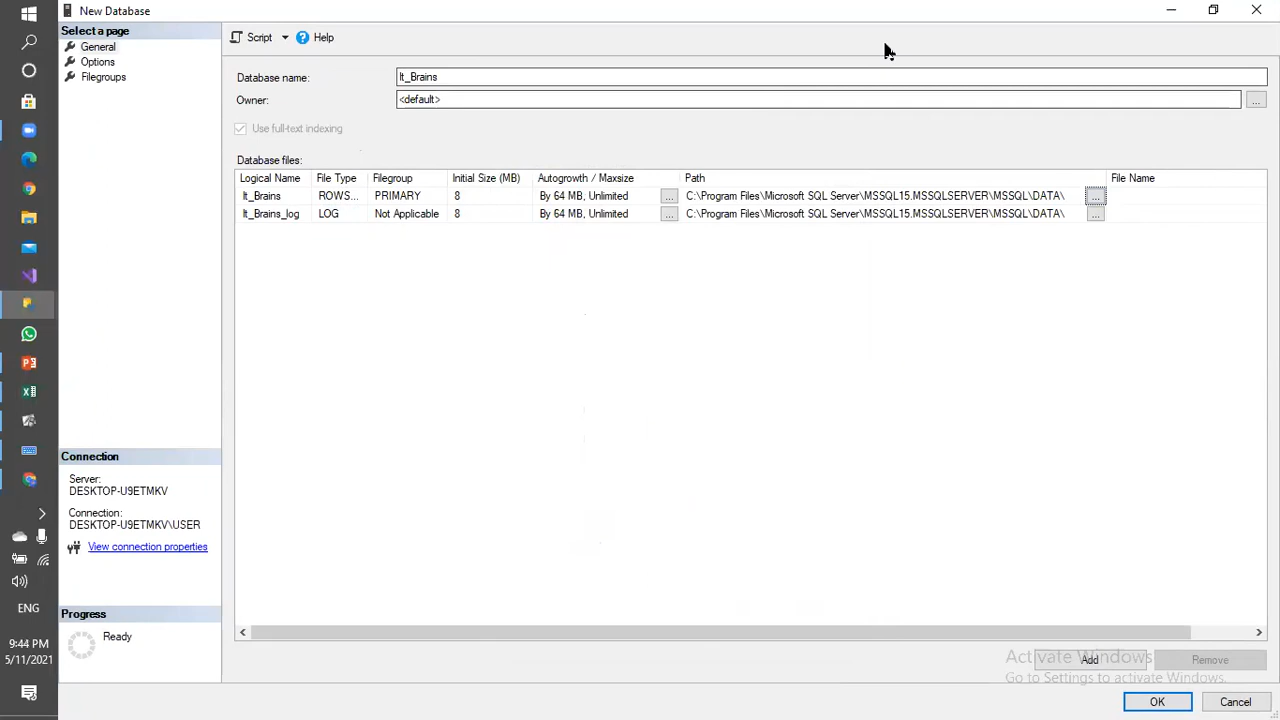 New Database
Select a page
General
Options
Filegroups
Script
Help
Database name:
It_Brains
Owner:
<default>
...
Use full-text indexing
Database files:
Logical Name File Type Filegroup Initial Size (MB) Autogrowth / Maxsize Path File Name
It_Brains ROWS... PRIMARY 8 By 64 MB, Unlimited ... C:\Program Files\Microsoft SQL Server\MSSQL15.MSSQLSERVER\MSSQL\DATA\ ...
It_Brains_log LOG Not Applicable 8 By 64 MB, Unlimited ... C:\Program Files\Microsoft SQL Server\MSSQL15.MSSQLSERVER\MSSQL\DATA\ ...
Connection
Server:
DESKTOP-U9ETMKV
Connection:
DESKTOP-U9ETMKV\USER
View connection properties
Progress
Ready
Add
Remove
Activate Windows
Go to Settings to activate Windows.
OK
Cancel
ENG
9:44 PM
5/11/2021